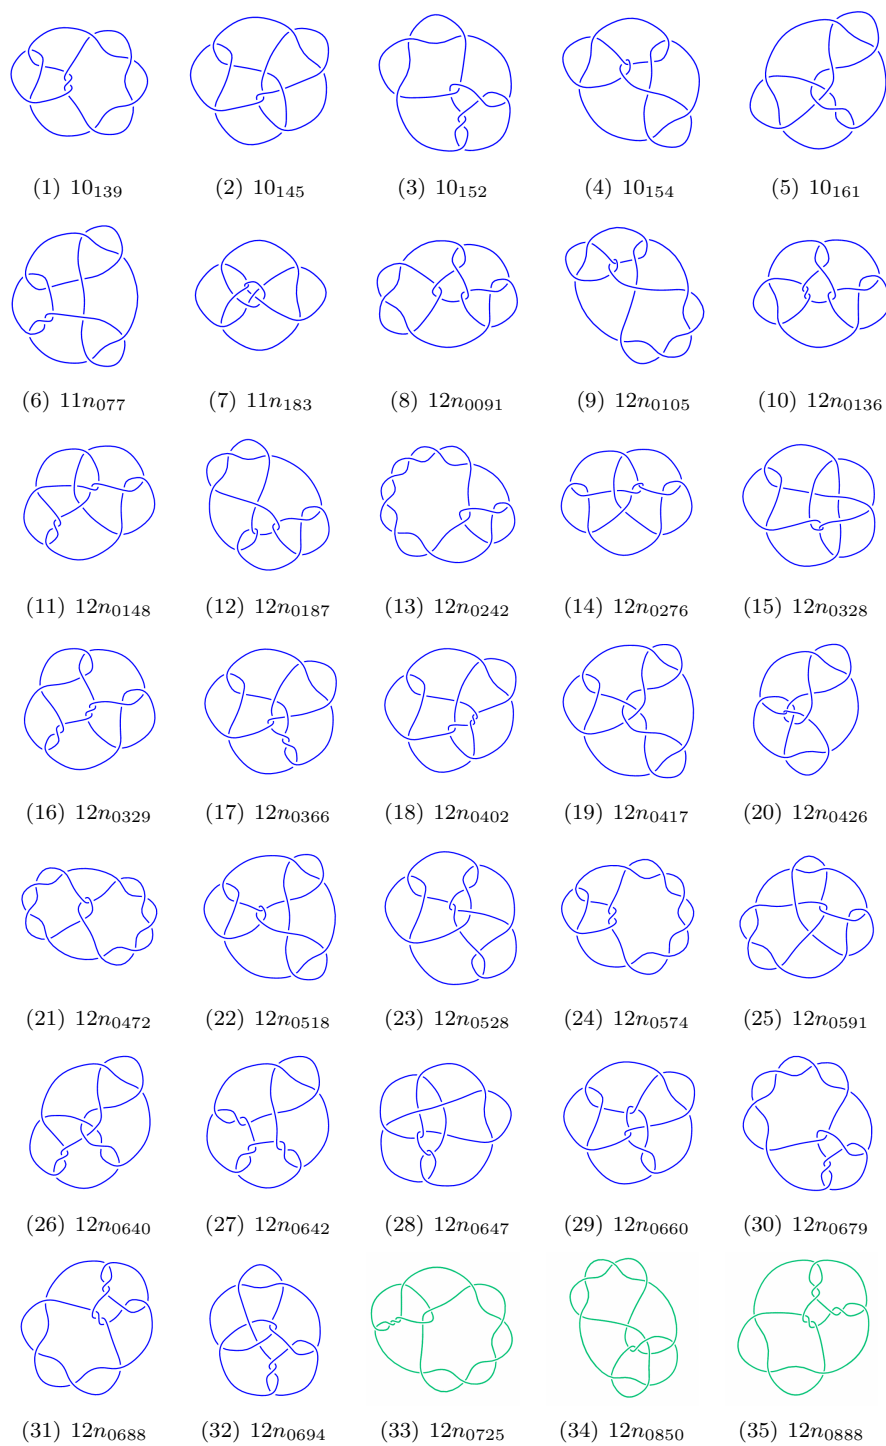 (1) 10₁₃₉ (2) 10₁₄₅ (3) 10₁₅₂ (4) 10₁₅₄ (5) 10₁₆₁
(6) 11n₀₇₇ (7) 11n₁₈₃ (8) 12n₀₀₉₁ (9) 12n₀₁₀₅ (10) 12n₀₁₃₆
(11) 12n₀₁₄₈ (12) 12n₀₁₈₇ (13) 12n₀₂₄₂ (14) 12n₀₂₇₆ (15) 12n₀₃₂₈
(16) 12n₀₃₂₉ (17) 12n₀₃₆₆ (18) 12n₀₄₀₂ (19) 12n₀₄₁₇ (20) 12n₀₄₂₆
(21) 12n₀₄₇₂ (22) 12n₀₅₁₈ (23) 12n₀₅₂₈ (24) 12n₀₅₇₄ (25) 12n₀₅₉₁
(26) 12n₀₆₄₀ (27) 12n₀₆₄₂ (28) 12n₀₆₄₇ (29) 12n₀₆₆₀ (30) 12n₀₆₇₉
(31) 12n₀₆₈₈ (32) 12n₀₆₉₄ (33) 12n₀₇₂₅ (34) 12n₀₈₅₀ (35) 12n₀₈₈₈